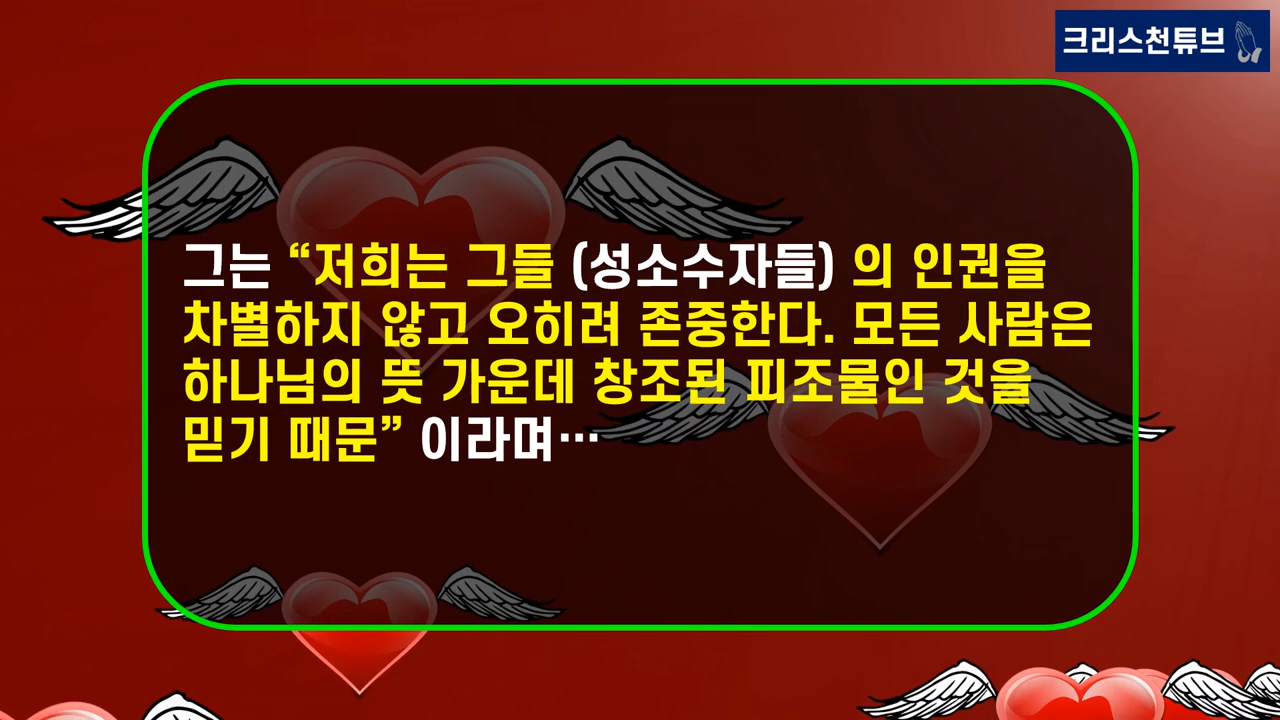 크리스천튜브
그는 “저희는 그들 (성소수자들) 의 인권을
차별하지 않고 오히려 존중한다. 모든 사람은
하나님의 뜻 가운데 창조된 피조물인 것을
믿기 때문” 이라며…